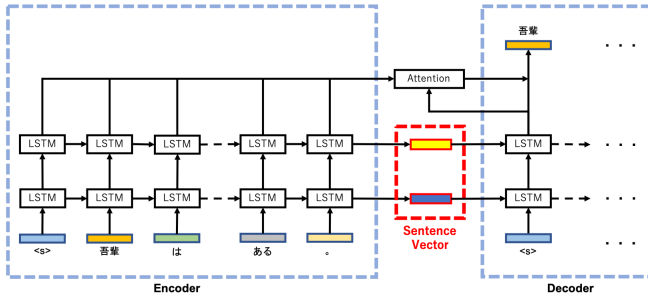 吾輩
. . .
Attention
LSTM LSTM LSTM LSTM LSTM LSTM . . .
LSTM LSTM LSTM LSTM LSTM LSTM . . .
Sentence
Vector
<s> 吾輩 は ある 。 <s> . . .
Encoder Decoder